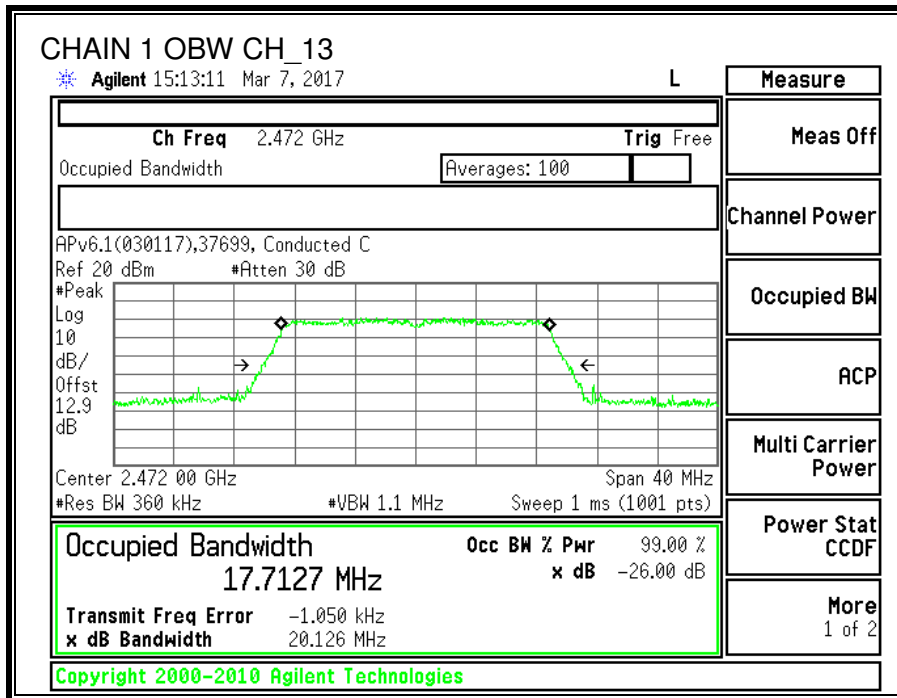 CHAIN 1 OBW CH_13
Agilent 15:13:11 Mar 7, 2017 L Measure
Ch Freq 2.472 GHz Trig Free
Meas Off
Occupied Bandwidth Averages: 100
Channel Power
APv6.1(030117),37699, Conducted C
Ref 20 dBm #Atten 30 dB
#Peak
Log
10
dB/
Offst
12.9
dB
Occupied BW
ACP
Multi Carrier
Power
Center 2.472 00 GHz Span 40 MHz
#Res BW 360 kHz #VBW 1.1 MHz Sweep 1 ms (1001 pts)
Power Stat
CCDF
Occupied Bandwidth Occ BW % Pwr 99.00 %
17.7127 MHz x dB -26.00 dB
Transmit Freq Error -1.050 kHz
x dB Bandwidth 20.126 MHz
More
1 of 2
Copyright 2000-2010 Agilent Technologies